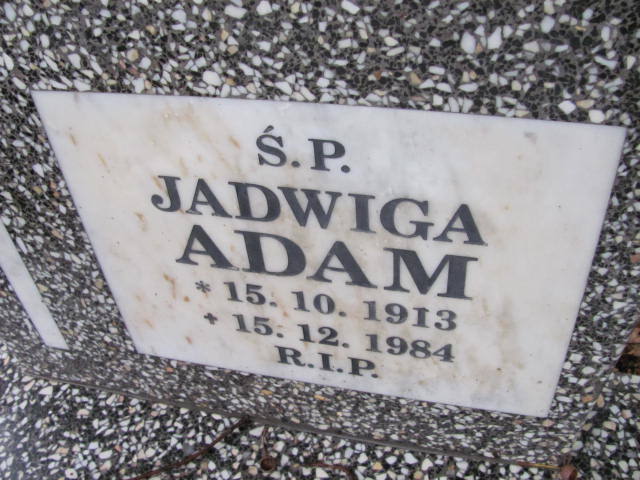 Ś.P.
JADWIGA
ADAM
* 15. 10. 1913
+ 15. 12. 1984
R.I.P.